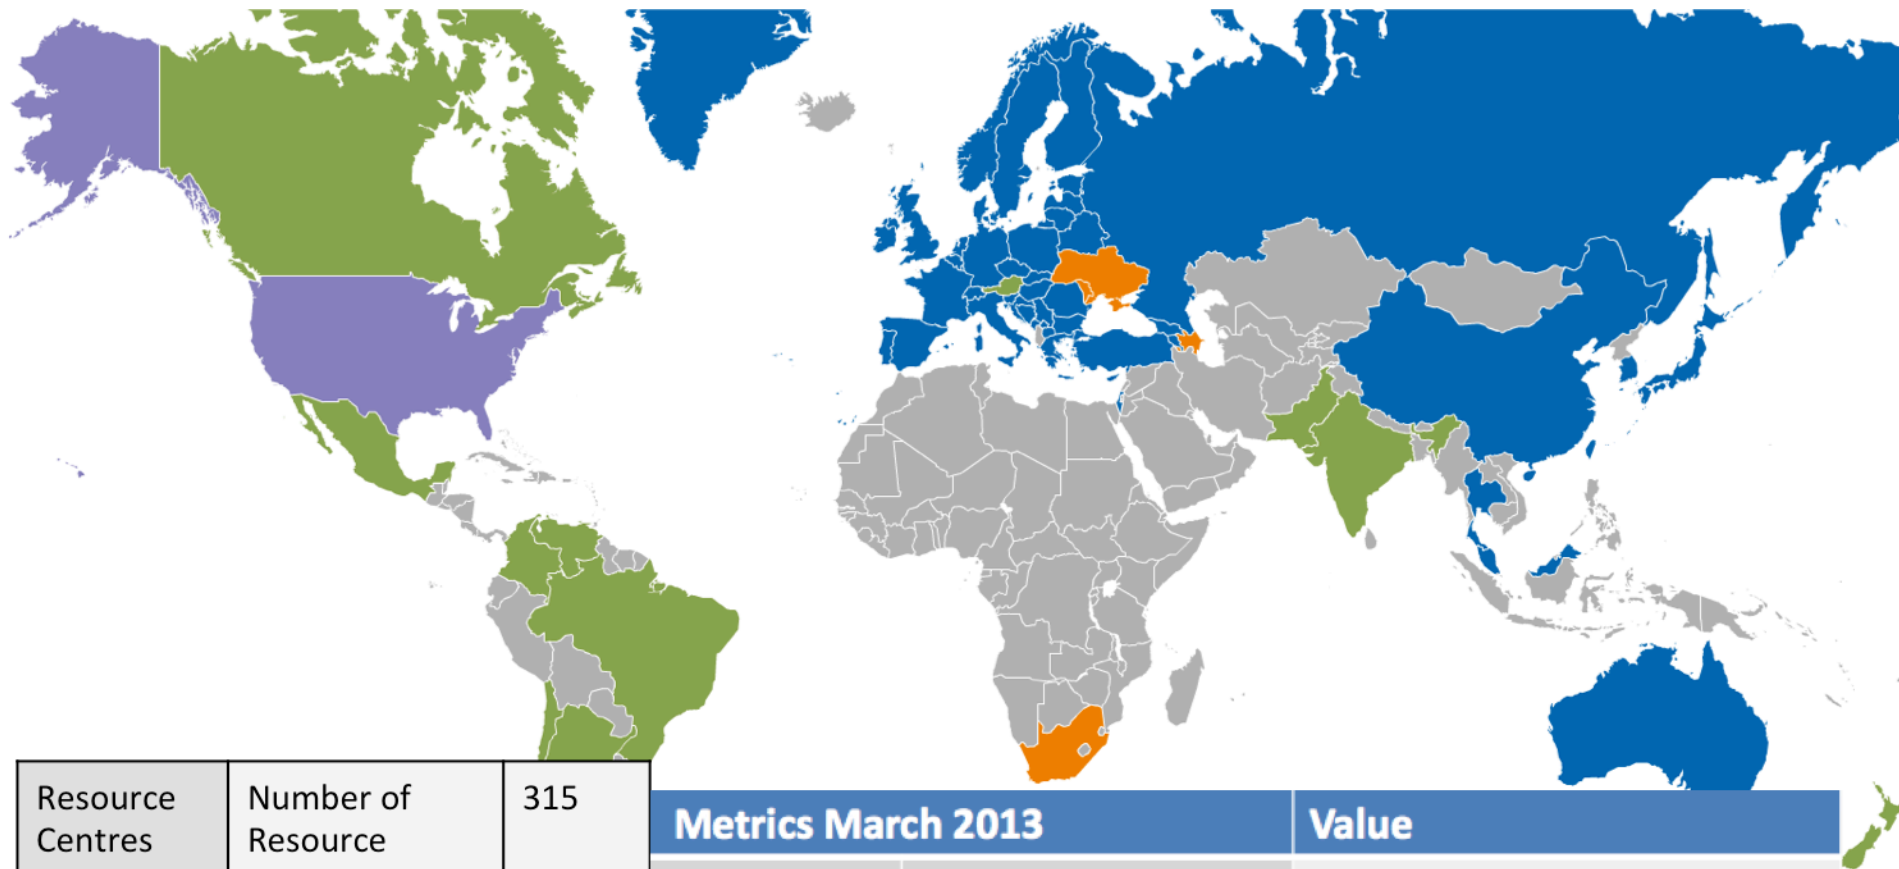 Resource
Centres
Number of
Resource
315
Metrics March 2013
Value